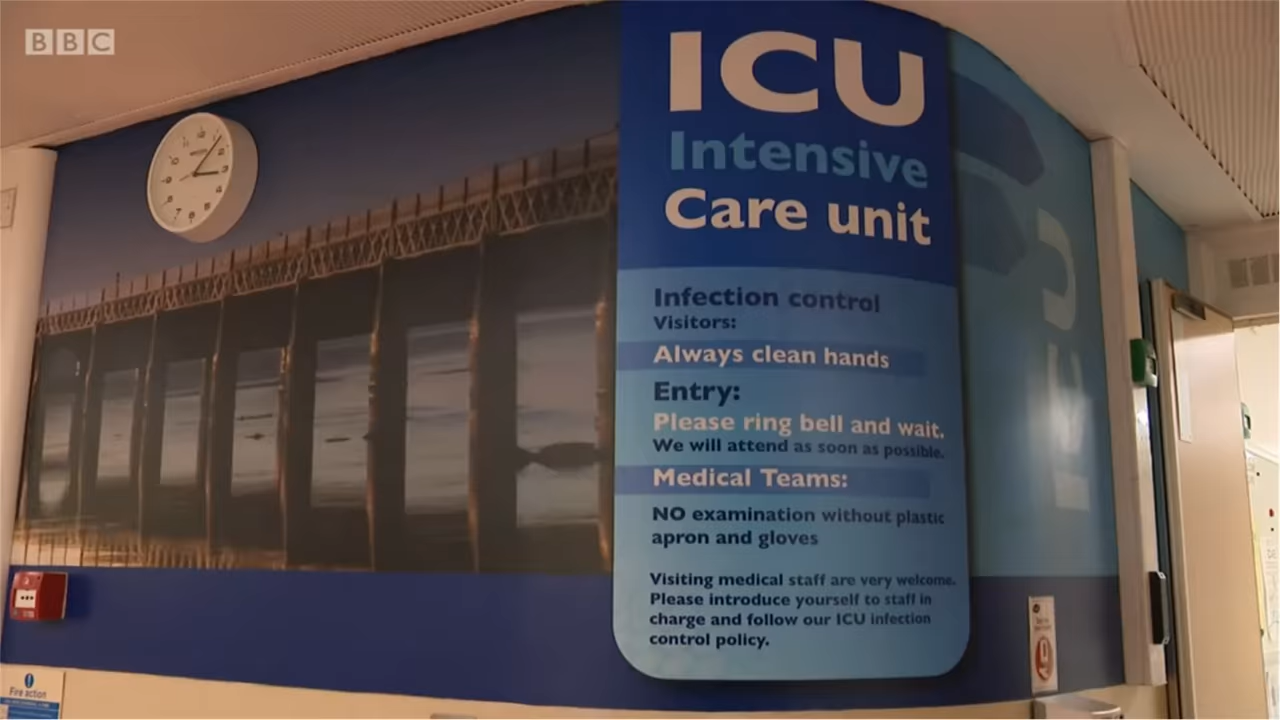 BBC
ICU
Intensive
Care unit
Infection control
Visitors:
Always clean hands
Entry:
Please ring bell and wait.
We will attend as soon as possible.
Medical Teams:
NO examination without plastic
apron and gloves
Visiting medical staff are very welcome.
Please introduce yourself to staff in
charge and follow our ICU infection
control policy.
ICU
Fire action